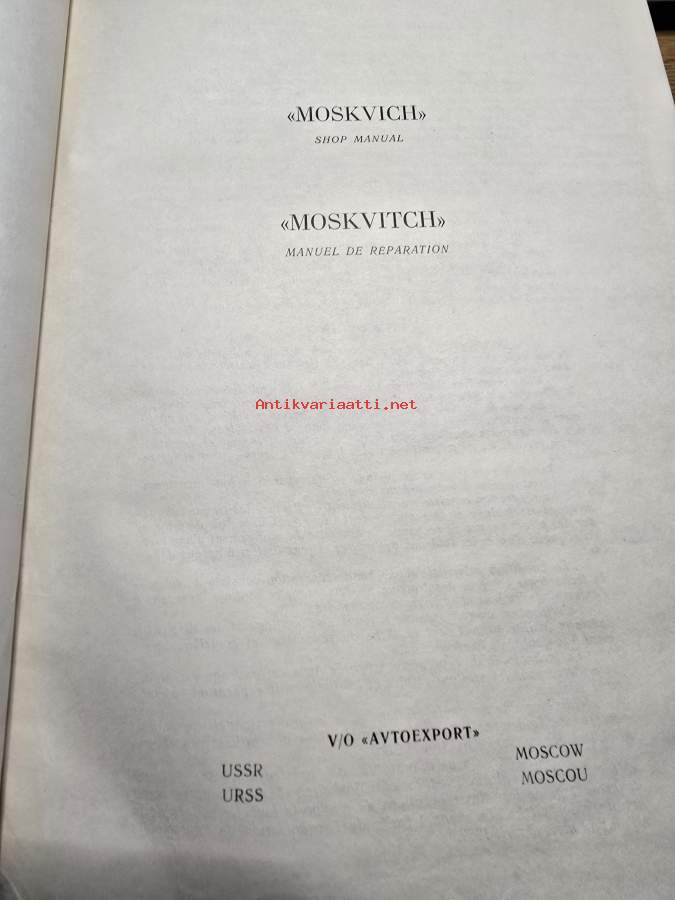 «MOSKVICH»
SHOP MANUAL
«MOSKVITCH»
MANUEL DE REPARATION
Antikvariaatti.net
V/O «AVTOEXPORT»
USSR MOSCOW
URSS MOSCOU